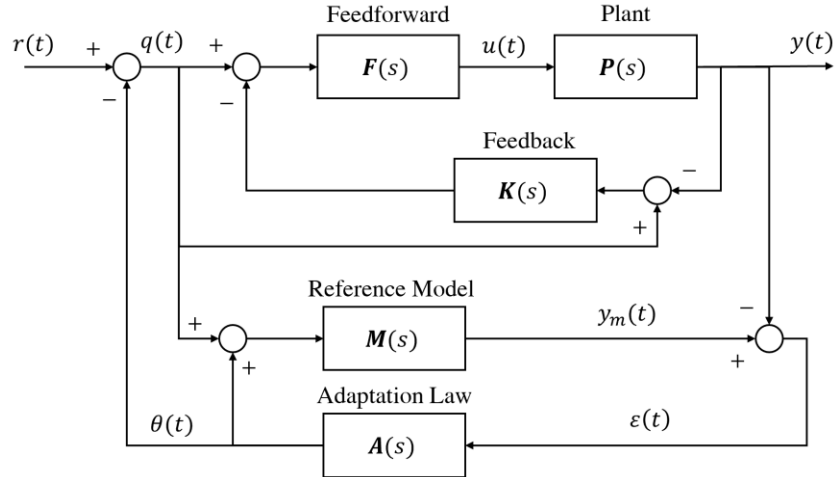 Feedforward Plant
r(t) + q(t) + u(t) y(t)
F(s) P(s)
− −
Feedback
K(s) −
+
Reference Model
+ M(s) y_m(t) −
+ +
Adaptation Law
θ(t) A(s) ε(t)